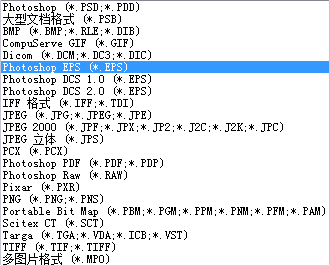 Photoshop (*.PSD;*.PDD)
大型文档格式 (*.PSB)
BMP (*.BMP;*.RLE;*.DIB)
CompuServe GIF (*.GIF)
Dicom (*.DCM;*.DC3;*.DIC)
Photoshop EPS (*.EPS)
Photoshop DCS 1.0 (*.EPS)
Photoshop DCS 2.0 (*.EPS)
IFF 格式 (*.IFF;*.TDI)
JPEG (*.JPG;*.JPEG;*.JPE)
JPEG 2000 (*.JPF;*.JPX;*.JP2;*.J2C;*.J2K;*.JPC)
JPEG 立体 (*.JPS)
PCX (*.PCX)
Photoshop PDF (*.PDF;*.PDP)
Photoshop Raw (*.RAW)
Pixar (*.PXR)
PNG (*.PNG;*.PNS)
Portable Bit Map (*.PBM;*.PGM;*.PPM;*.PNM;*.PFM;*.PAM)
Scitex CT (*.SCT)
Targa (*.TGA;*.VDA;*.ICB;*.VST)
TIFF (*.TIF;*.TIFF)
多图片格式 (*.MPO)